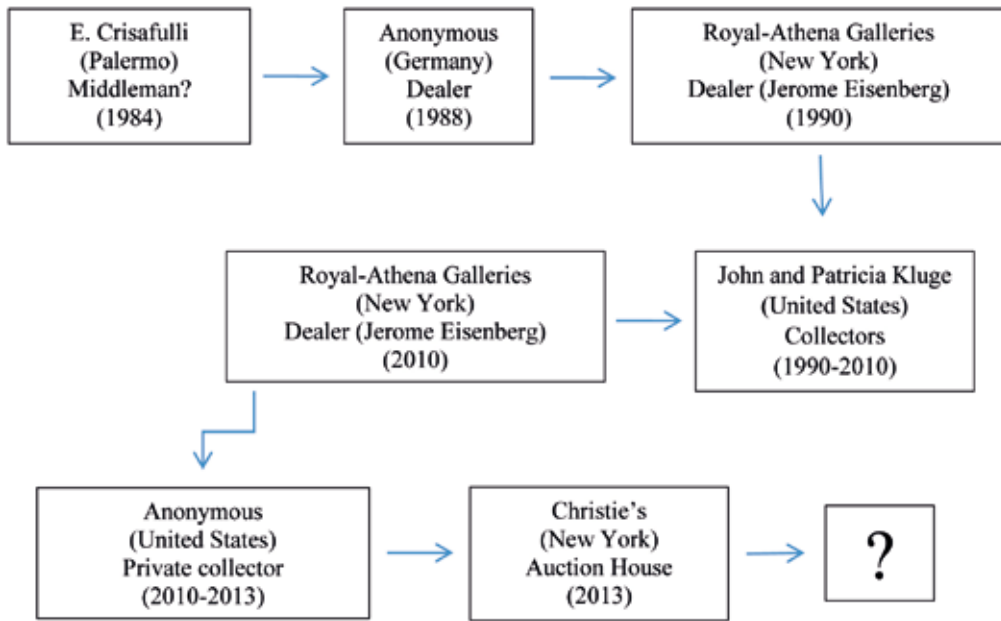 E. Crisafulli
(Palermo)
Middleman?
(1984)
Anonymous
(Germany)
Dealer
(1988)
Royal-Athena Galleries
(New York)
Dealer (Jerome Eisenberg)
(1990)
Royal-Athena Galleries
(New York)
Dealer (Jerome Eisenberg)
(2010)
John and Patricia Kluge
(United States)
Collectors
(1990-2010)
Anonymous
(United States)
Private collector
(2010-2013)
Christie’s
(New York)
Auction House
(2013)
?